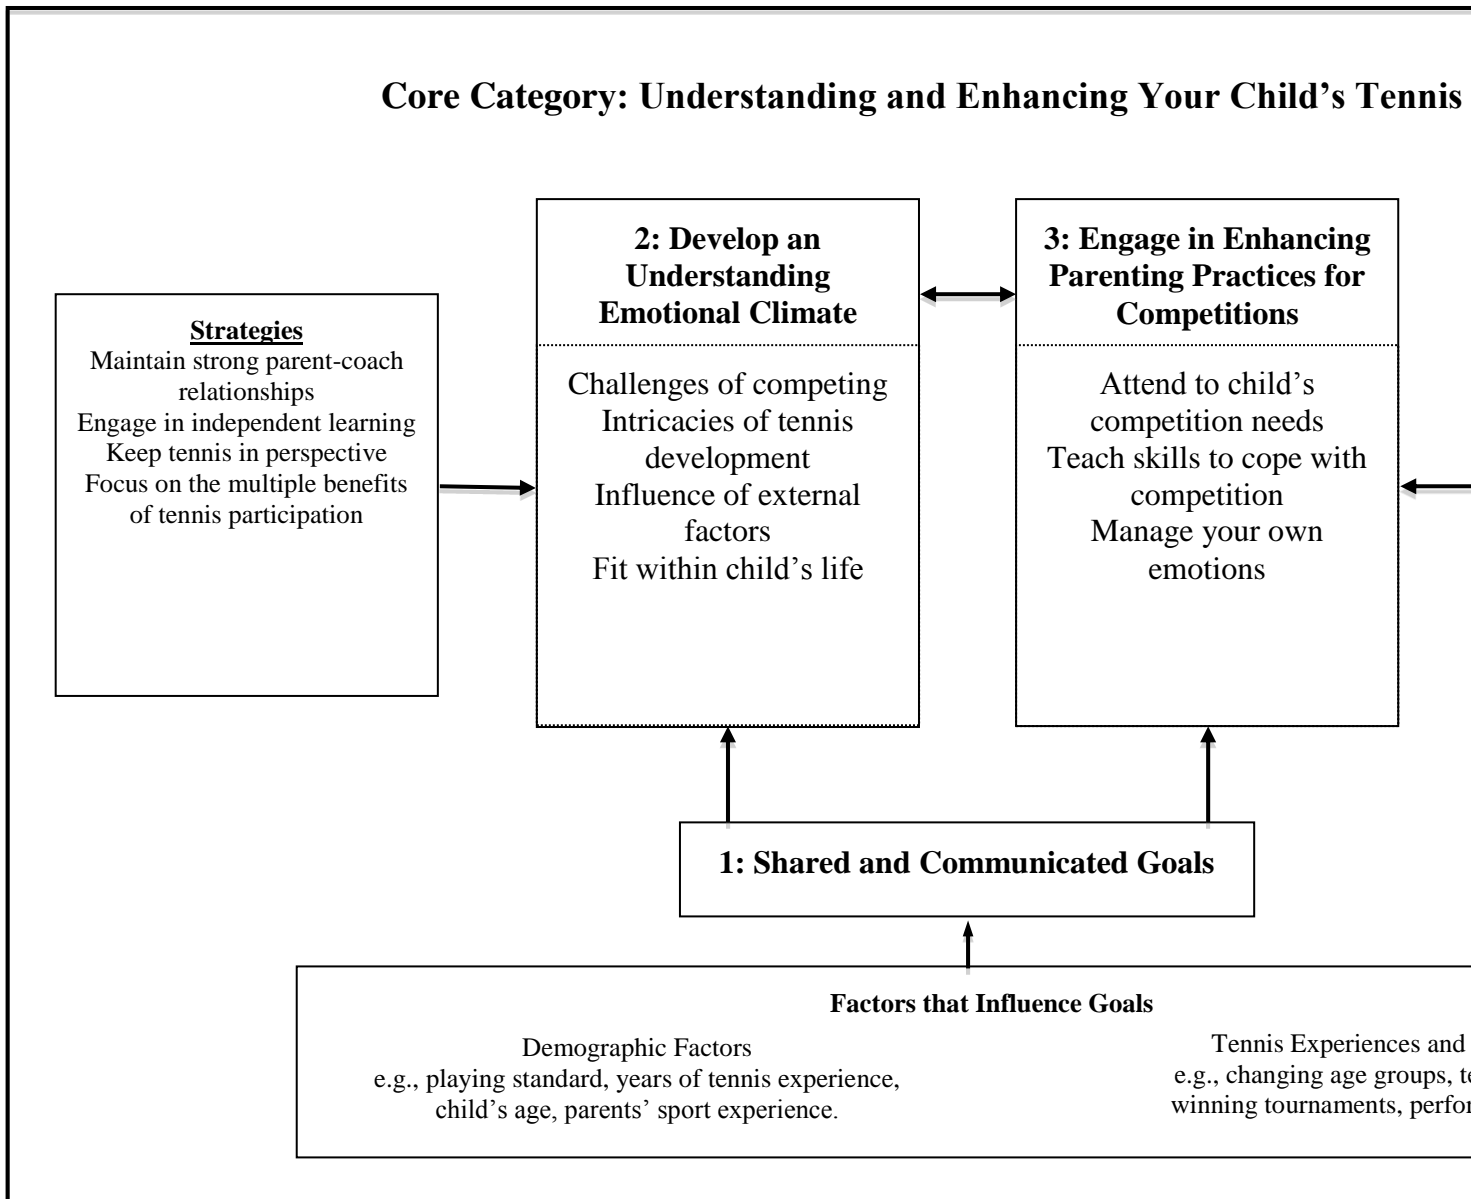 Core Category: Understanding and Enhancing Your Child’s Tennis
Strategies
Maintain strong parent-coach
relationships
Engage in independent learning
Keep tennis in perspective
Focus on the multiple benefits
of tennis participation
2: Develop an
Understanding
Emotional Climate
Challenges of competing
Intricacies of tennis
development
Influence of external
factors
Fit within child’s life
3: Engage in Enhancing
Parenting Practices for
Competitions
Attend to child’s
competition needs
Teach skills to cope with
competition
Manage your own
emotions
1: Shared and Communicated Goals
Factors that Influence Goals
Demographic Factors
e.g., playing standard, years of tennis experience,
child’s age, parents’ sport experience.
Tennis Experiences and
e.g., changing age groups,
winning tournaments,